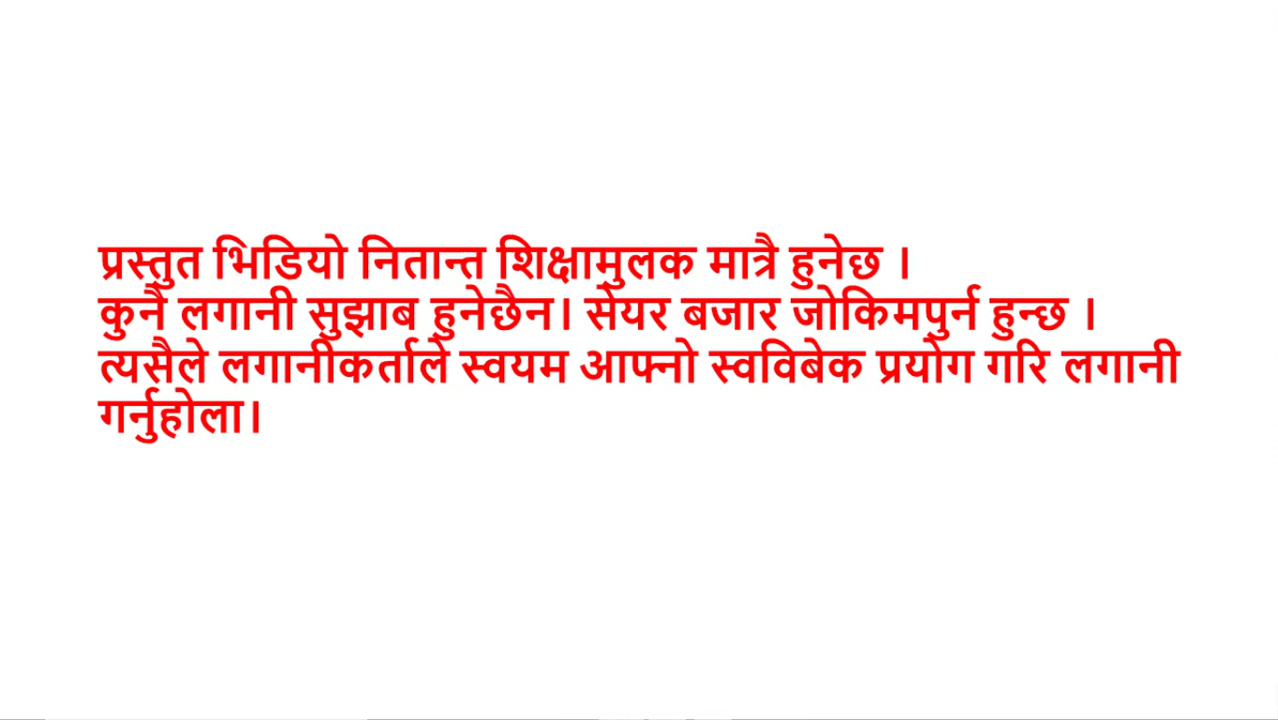 प्रस्तुत भिडियो नितान्त शिक्षामुलक मात्रै हुनेछ ।
कुनै लगानी सुझाब हुनेछैन। सेयर बजार जोकिमपुर्न हुन्छ ।
त्यसैले लगानीकर्ताले स्वयम आफ्नो स्वविबेक प्रयोग गरि लगानी
गर्नुहोला।